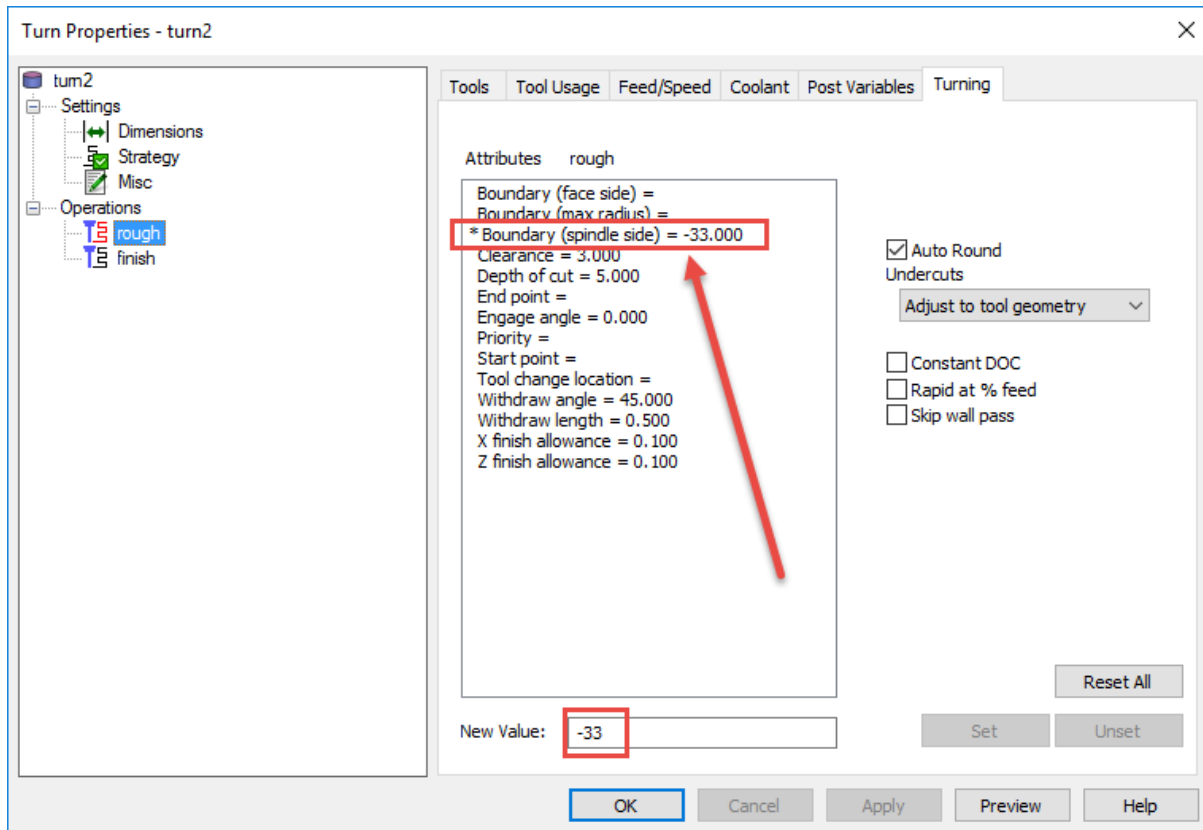 Turn Properties - turn2
turn2
Settings
Dimensions
Strategy
Misc
Operations
rough
finish
Tools Tool Usage Feed/Speed Coolant Post Variables Turning
Attributes rough
Boundary (face side) =
Boundary (max radius) =
* Boundary (spindle side) = -33.000
Clearance = 3.000
Depth of cut = 5.000
End point =
Engage angle = 0.000
Priority =
Start point =
Tool change location =
Withdraw angle = 45.000
Withdraw length = 0.500
X finish allowance = 0.100
Z finish allowance = 0.100
Auto Round
Undercuts
Adjust to tool geometry
Constant DOC
Rapid at % feed
Skip wall pass
Reset All
New Value: -33 Set Unset
OK Cancel Apply Preview Help